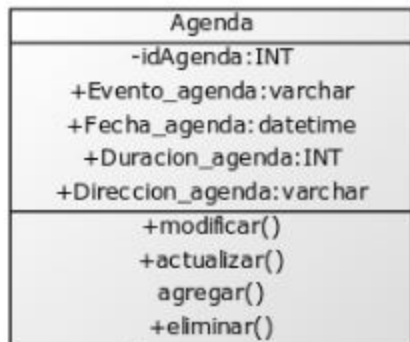 Agenda
-idAgenda:INT
+Evento_agenda:varchar
+Fecha_agenda:datetime
+Duracion_agenda:INT
+Direccion_agenda:varchar
+modificar()
+actualizar()
agregar()
+eliminar()